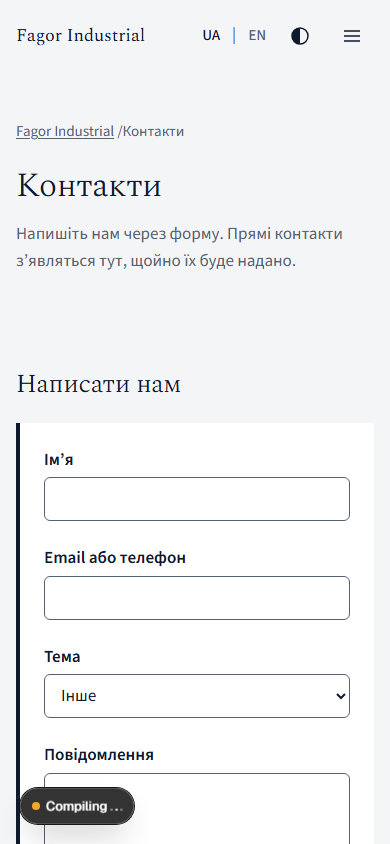 Fagor Industrial UA | EN
Fagor Industrial /Контакти
Контакти
Напишіть нам через форму. Прямі контакти
з’являться тут, щойно їх буде надано.
Написати нам
Ім’я
Email або телефон
Тема
Інше
Повідомлення
Compiling ...